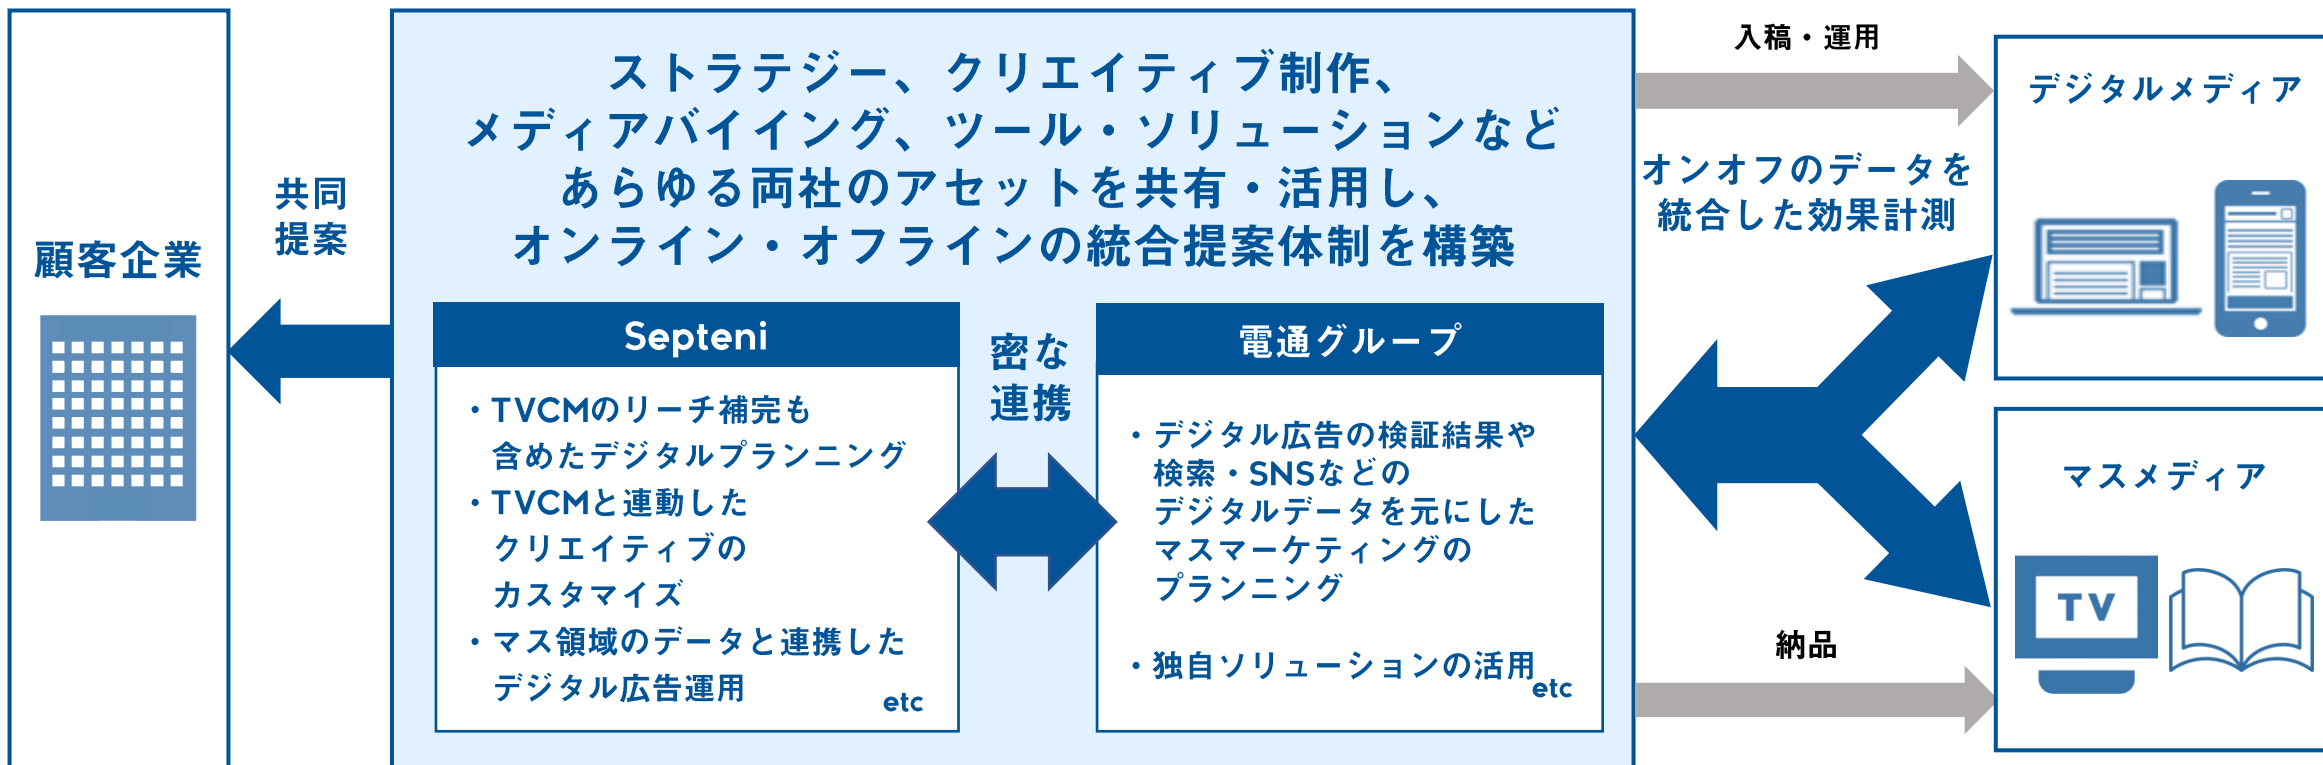 顧客企業
共同
提案
ストラテジー、クリエイティブ制作、
メディアバイイング、ツール・ソリューションなど
あらゆる両社のアセットを共有・活用し、
オンライン・オフラインの統合提案体制を構築
Septeni
・TVCMのリーチ補完も
含めたデジタルプランニング
・TVCMと連動した
クリエイティブの
カスタマイズ
・マス領域のデータと連携した
デジタル広告運用
etc
密な
連携
電通グループ
・デジタル広告の検証結果や
検索・SNSなどの
デジタルデータを元にした
マスマーケティングの
プランニング
・独自ソリューションの活用
etc
入稿・運用
オンオフのデータを
統合した効果計測
納品
デジタルメディア
マスメディア
TV